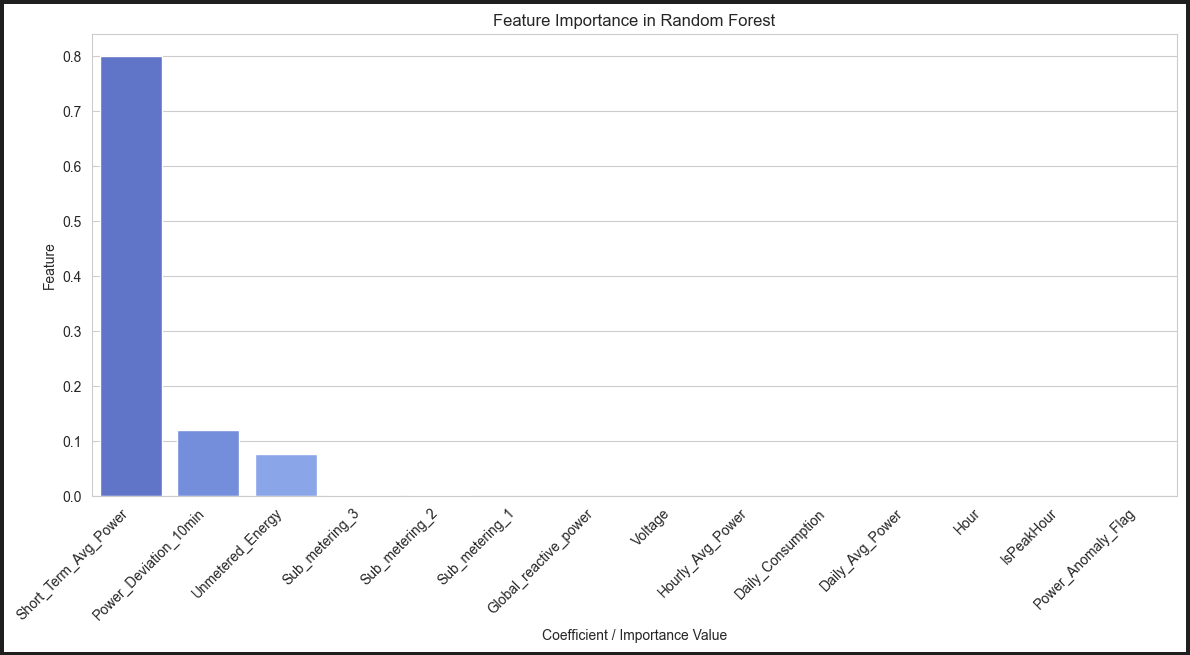 Feature Importance in Random Forest
0.8
0.7
0.6
0.5
0.4
0.3
0.2
0.1
0.0
Feature
Short_Term_Avg_Power
Power_Deviation_10min
Unmetered_Energy
Sub_metering_3
Sub_metering_2
Sub_metering_1
Global_reactive_power
Voltage
Hourly_Avg_Power
Daily_Consumption
Daily_Avg_Power
Hour
IsPeakHour
Power_Anomaly_Flag
Coefficient / Importance Value